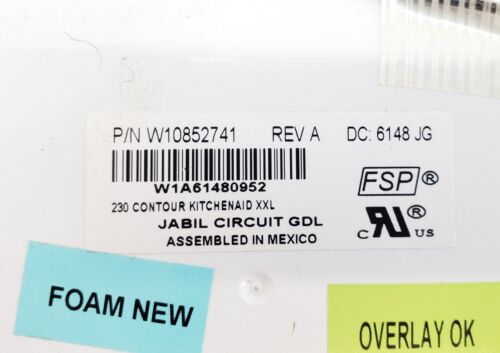 P/N W10852741 REV A DC: 6148 JG
W1A61480952
FSP®
230 CONTOUR KITCHENAID XXL
JABIL CIRCUIT GDL
ASSEMBLED IN MEXICO
C RU® US
FOAM NEW
OVERLAY OK